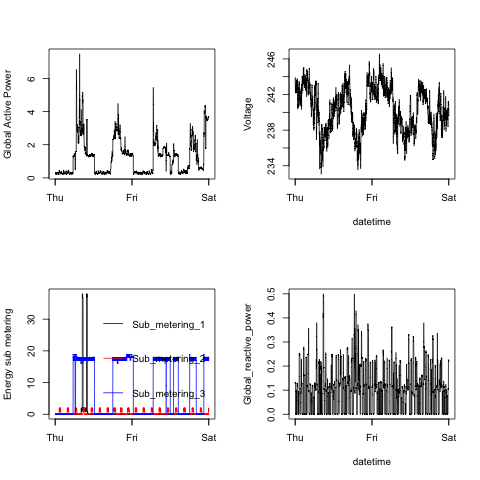 Global Active Power
0 2 4 6
Thu Fri Sat
Voltage
234 238 242 246
Thu Fri Sat
datetime
Energy sub metering
0 10 20 30
Sub_metering_1
Sub_metering_2
Sub_metering_3
Thu Fri Sat
Global_reactive_power
0.0 0.1 0.2 0.3 0.4 0.5
Thu Fri Sat
datetime